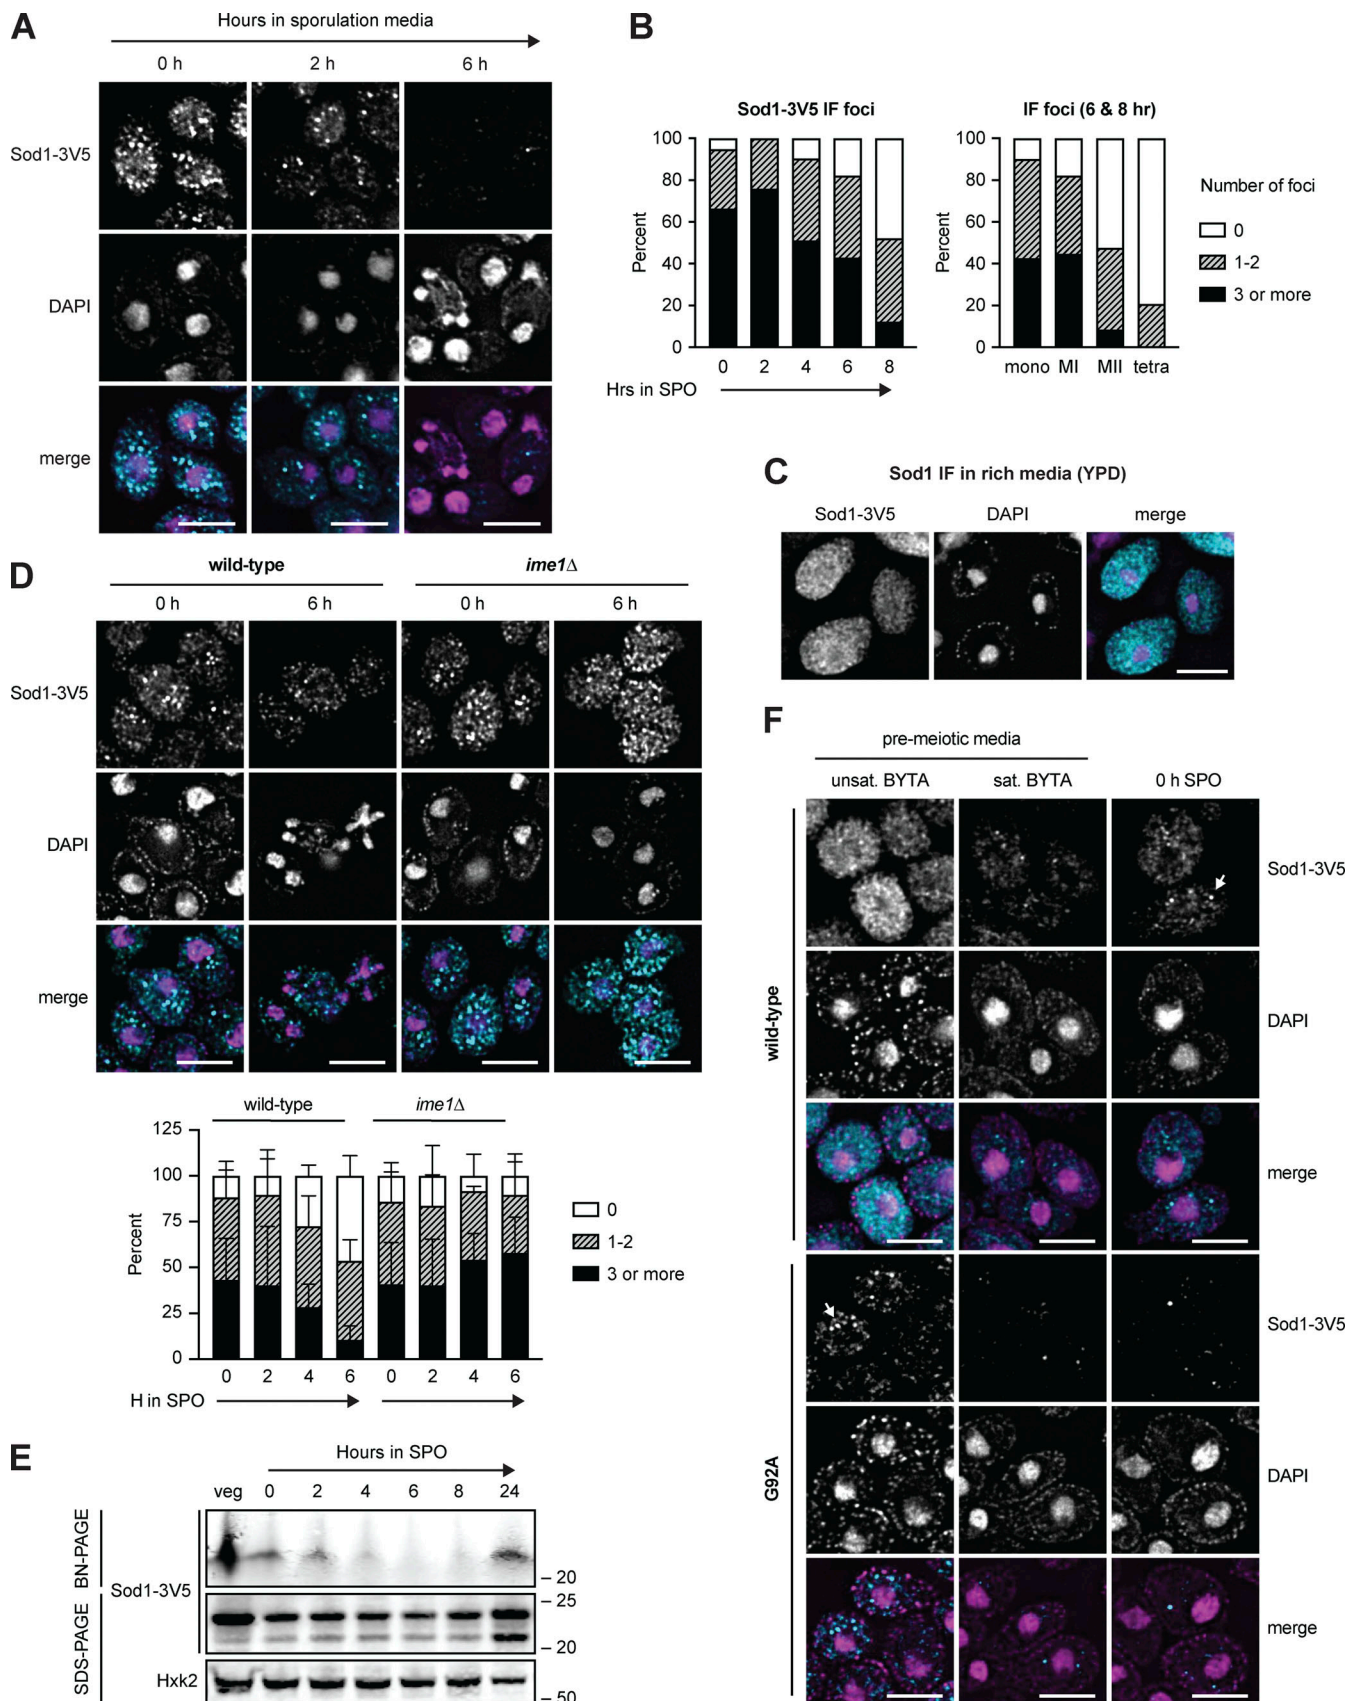 A
Hours in sporulation media
0 h
2 h
6 h
Sod1-3V5
DAPI
merge
B
Sod1-3V5 IF foci
IF foci (6 & 8 hr)
Percent
100
80
60
40
20
0
0 2 4 6 8
Hrs in SPO
Percent
100
80
60
40
20
0
mono MI MII tetra
Number of foci
0
1-2
3 or more
C
Sod1 IF in rich media (YPD)
Sod1-3V5
DAPI
merge
D
wild-type
ime1Δ
0 h
6 h
0 h
6 h
Sod1-3V5
DAPI
merge
wild-type
ime1Δ
Percent
125
100
75
50
25
0
0 2 4 6 0 2 4 6
H in SPO
0
1-2
3 or more
E
Hours in SPO
veg 0 2 4 6 8 24
BN-PAGE
SDS-PAGE
Sod1-3V5
Hxk2
– 20
– 25
– 20
– 50
F
pre-meiotic media
unsat. BYTA
sat. BYTA
0 h SPO
wild-type
Sod1-3V5
DAPI
merge
G92A
Sod1-3V5
DAPI
merge